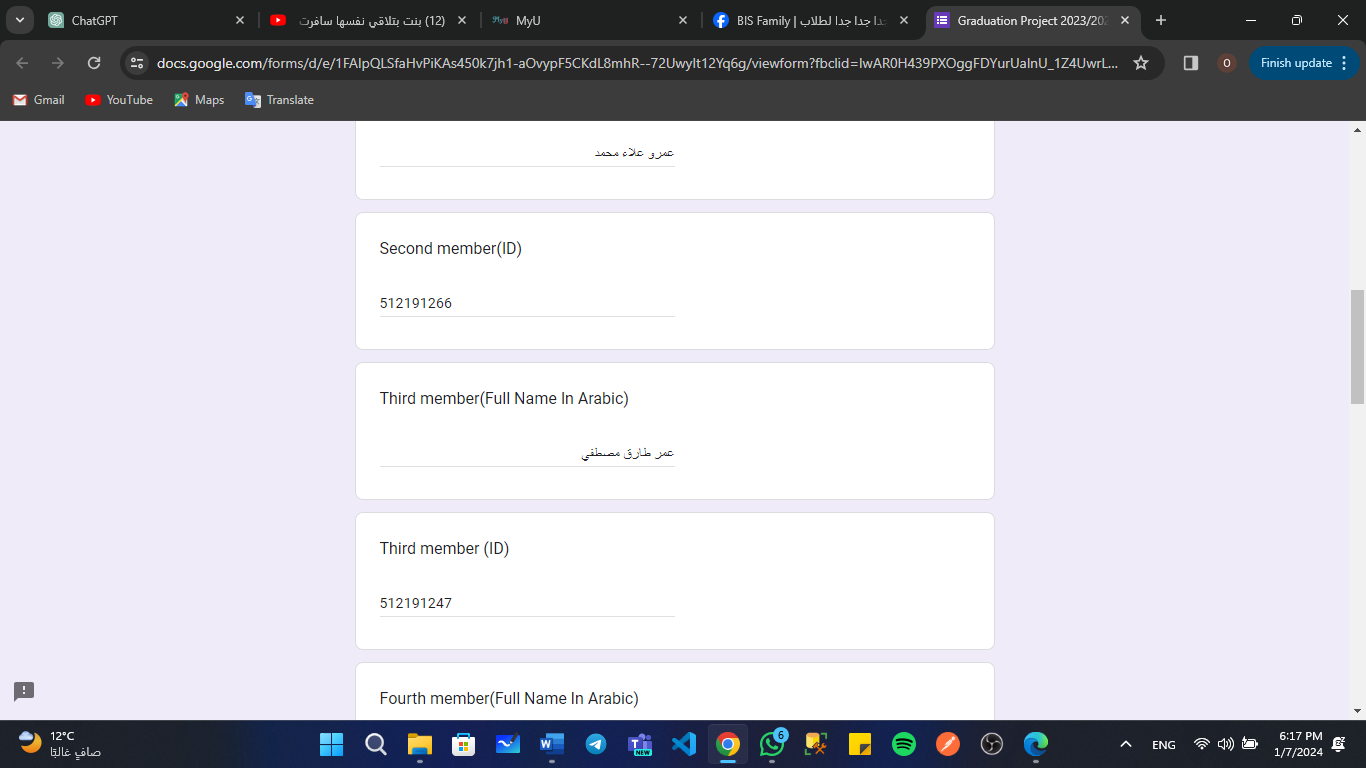 ChatGPT
(12) بنت بتلاقي نفسها سافرت
MyU
BIS Family | جدا جدا جدا لطلاب
Graduation Project 2023/202
docs.google.com/forms/d/e/1FAIpQLSfaHvPiKAs450k7jh1-aOvypF5CKdL8mhR--72UwyIt12Yq6g/viewform?fbclid=IwAR0H439PXOggFDYurUaInU_1Z4UwrL...
O
Finish update
Gmail
YouTube
Maps
Translate
عمرو علاء محمد
Second member(ID)
512191266
Third member(Full Name In Arabic)
عمر طارق مصطفي
Third member (ID)
512191247
Fourth member(Full Name In Arabic)
12°C
صافٍ غالبًا
NEW
6
ENG
6:17 PM
1/7/2024